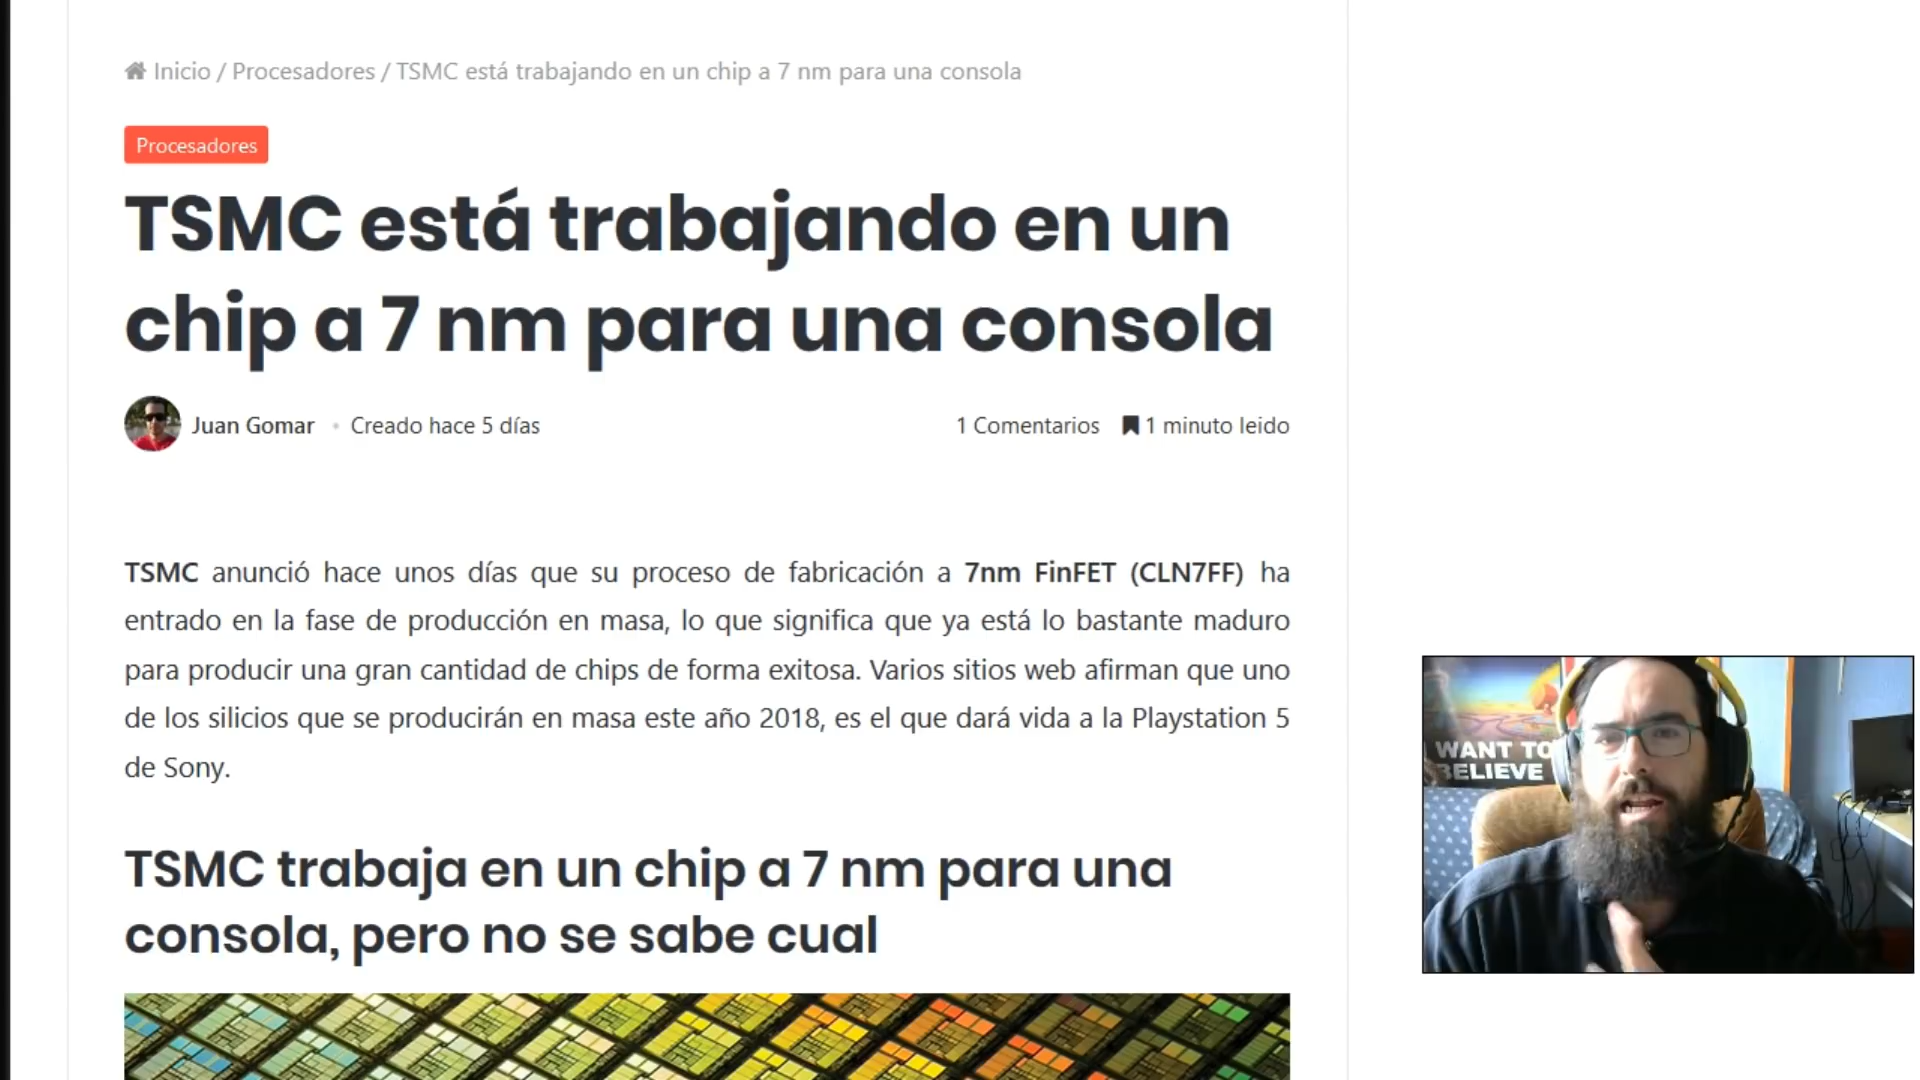 Inicio / Procesadores / TSMC está trabajando en un chip a 7 nm para una consola
Procesadores
TSMC está trabajando en un
chip a 7 nm para una consola
Juan Gomar • Creado hace 5 días
1 Comentarios 1 minuto leido
TSMC anunció hace unos días que su proceso de fabricación a 7nm FinFET (CLN7FF) ha
entrado en la fase de producción en masa, lo que significa que ya está lo bastante maduro
para producir una gran cantidad de chips de forma exitosa. Varios sitios web afirman que uno
de los silicios que se producirán en masa este año 2018, es el que dará vida a la Playstation 5
de Sony.
TSMC trabaja en un chip a 7 nm para una
consola, pero no se sabe cual
WANT TO
BELIEVE